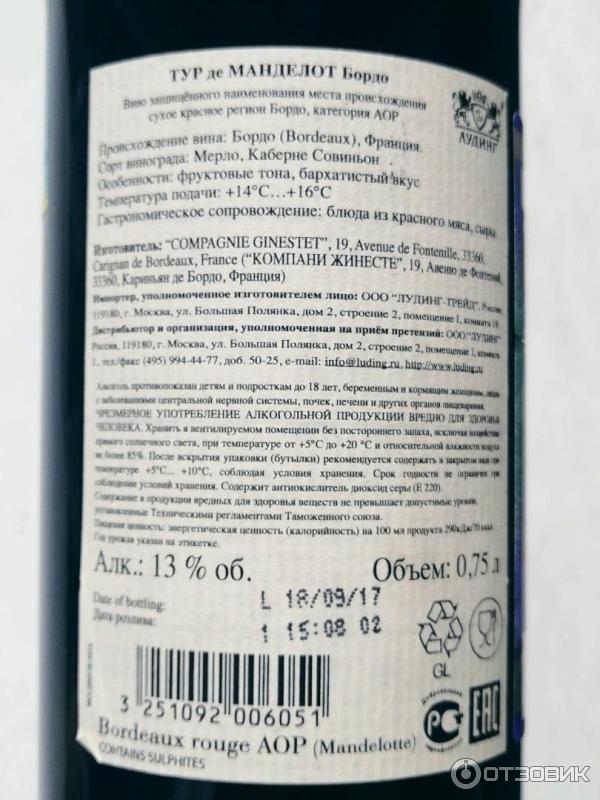 ТУР де МАНДЕЛОТ Бордо
Вино защищённого наименования места происхождения
сухое красное регион Бордо, категория АОР
ЛУДИНГ
Происхождение вина: Бордо (Bordeaux), Франция.
Сорт винограда: Мерло, Каберне Совиньон
Особенности: фруктовые тона, бархатистый вкус
Температура подачи: +14°С...+16°С
Гастрономическое сопровождение: блюда из красного мяса, сыры
Изготовитель: "COMPAGNIE GINESTET", 19, Avenue de Fontenille, 33360,
Carignan de Bordeaux, France ("КОМПАНИ ЖИНЕСТЕ", 19, Авеню де Фонтений,
33360, Кариньян де Бордо, Франция)
Импортер, уполномоченное изготовителем лицо: ООО "ЛУДИНГ-ТРЕЙД", Россия,
119180, г. Москва, ул. Большая Полянка, дом 2, строение 2, помещение 1, комната 19.
Дистрибьютор и организация, уполномоченная на приём претензий: ООО "ЛУДИНГ"
Россия, 119180, г. Москва, ул. Большая Полянка, дом 2, строение 2, помещение 1, комната
1., тел./факс (495) 994-44-77, доб. 50-25, e-mail: info@luding.ru, http://www.luding.ru
Алкоголь противопоказан детям и подросткам до 18 лет, беременным и кормящим женщинам, лицам
с заболеваниями центральной нервной системы, почек, печени и других органов пищеварения.
ЧРЕЗМЕРНОЕ УПОТРЕБЛЕНИЕ АЛКОГОЛЬНОЙ ПРОДУКЦИИ ВРЕДНО ДЛЯ ЗДОРОВЬЯ
ЧЕЛОВЕКА. Хранить в вентилируемом помещении без постороннего запаха, исключая воздействие
прямого солнечного света, при температуре от +5°С до +20 °С и относительной влажности воздуха
не более 85%. После вскрытия упаковки (бутылки) рекомендуется содержать в закрытом виде при
температуре +5°С... +10°С, соблюдая условия хранения. Срок годности не ограничен при
соблюдении условий хранения. Содержит антиокислитель диоксид серы (Е 220).
Содержание в продукции вредных для здоровья веществ не превышает допустимые уровни,
установленные Техническими регламентами Таможенного союза.
Пищевая ценность: энергетическая ценность (калорийность) на 100 мл продукта 290кДж/70 ккал.
Год урожая указан на этикетке.
Алк.: 13 % об. Объем: 0,75 л
Date of bottling: L 18/09/17
Дата розлива: 1 15:08 02
GL
3 251092 006051
Добровольная
сертификация
EAC
Bordeaux rouge AOP (Mandelotte)
CONTAINS SULPHITES
ОТЗОВИК